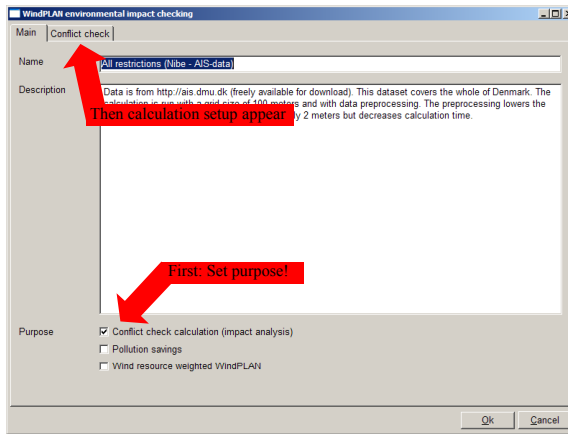 WindPLAN environmental impact checking
Main Conflict check
Name All restrictions (Nibe - AIS-data)
Description Data is from http://ais.dmu.dk (freely available for download). This dataset covers the whole of Denmark. The
calculation is run with a grid size of 100 meters and with data preprocessing. The preprocessing lowers the
Then calculation setup appear ly 2 meters but decreases calculation time.
First: Set purpose!
Purpose Conflict check calculation (impact analysis)
Pollution savings
Wind resource weighted WindPLAN
Ok Cancel